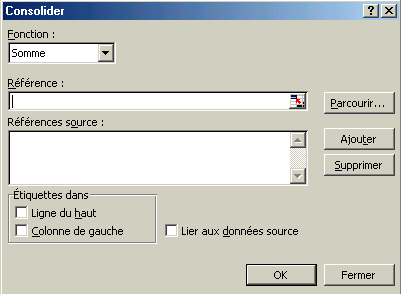 Consolider
Fonction :
Somme
Référence :
Parcourir...
Références source :
Ajouter
Supprimer
Étiquettes dans
Ligne du haut
Colonne de gauche
Lier aux données source
OK
Fermer